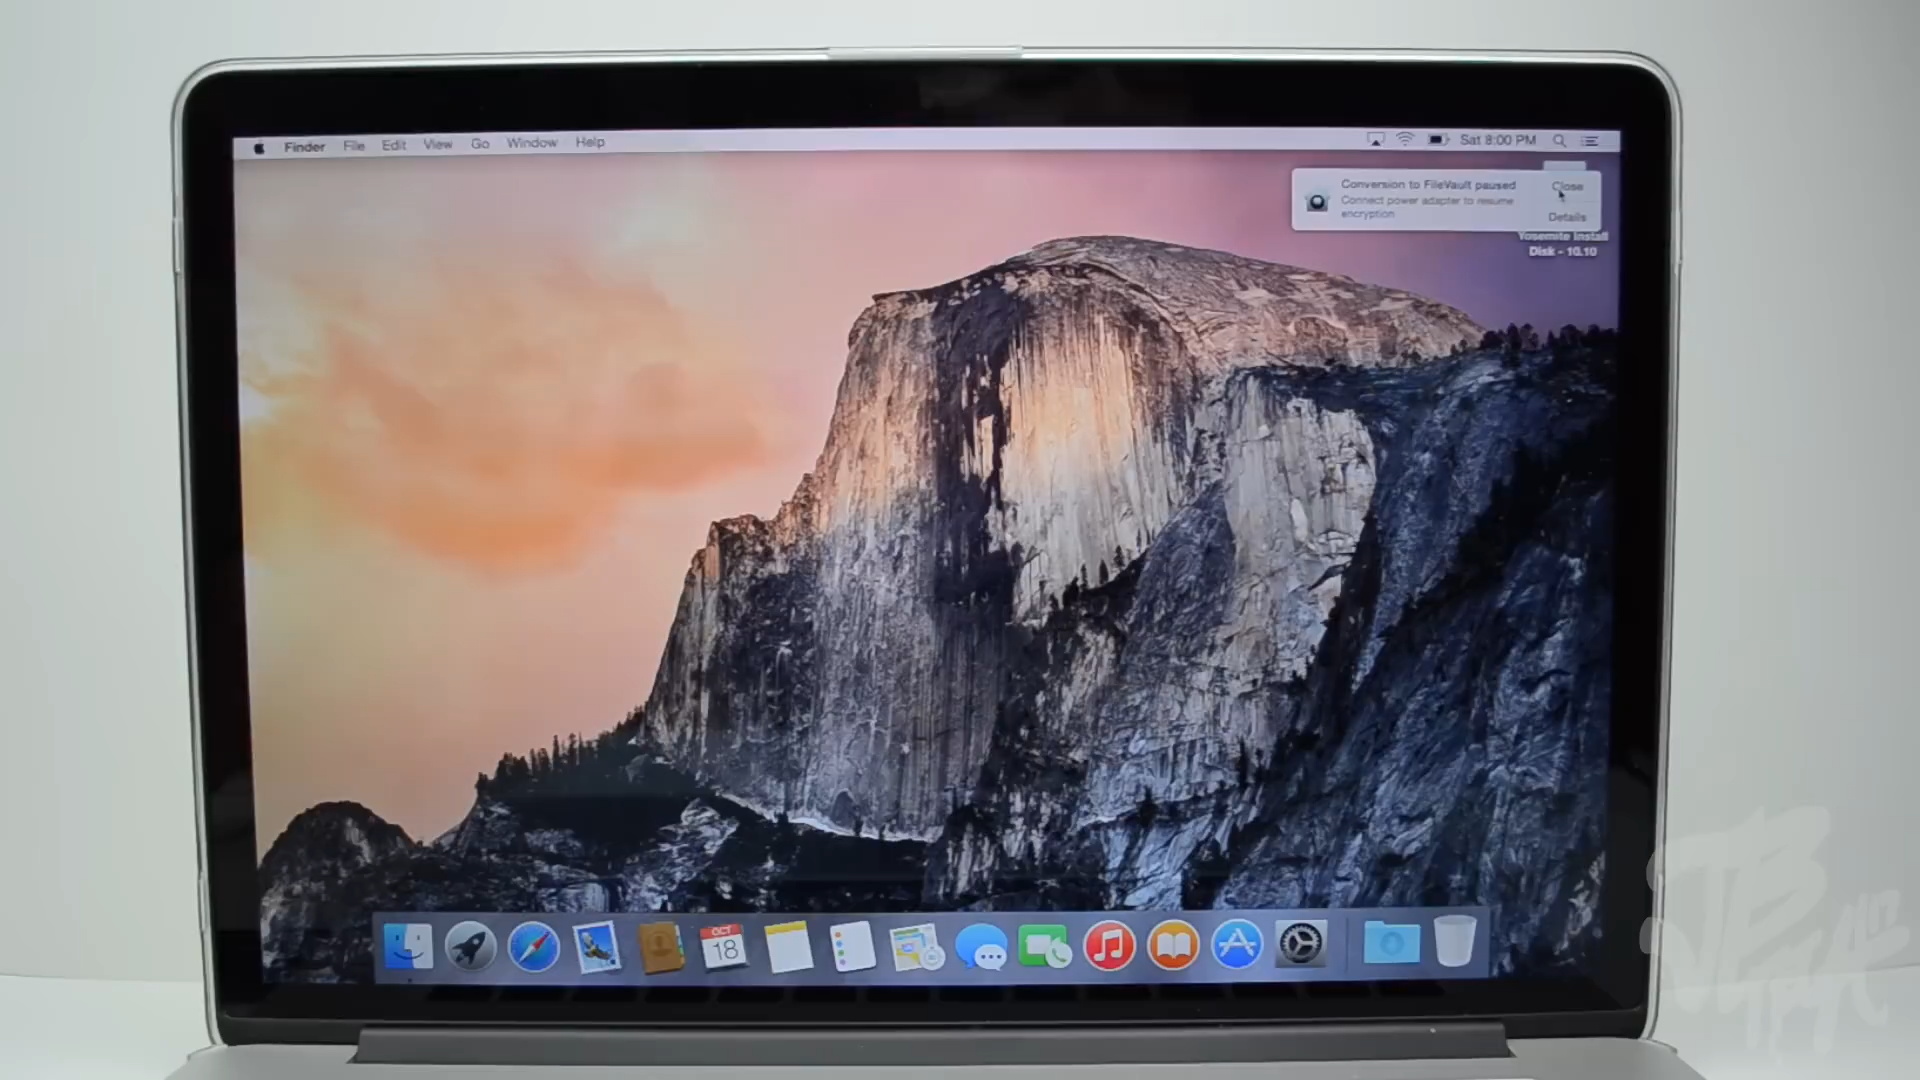 Finder File Edit View Go Window Help Sat 8:00 PM
Conversion to FileVault paused
Close
Connect power adapter to resume
encryption
Details
Yosemite Install
Disk - 10.10
OCT
18